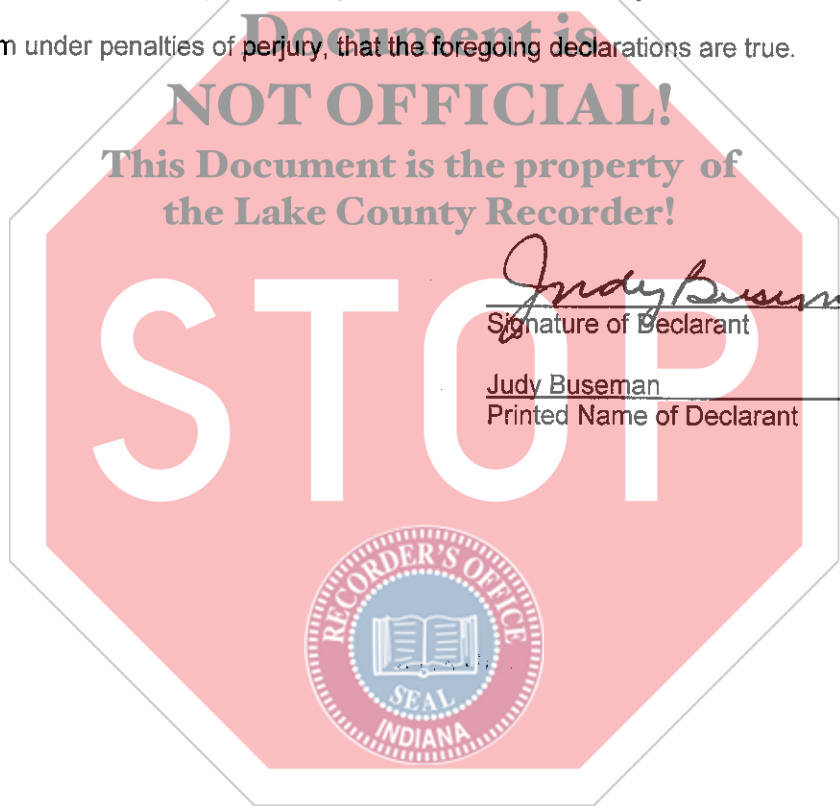 Document is
m under penalties of perjury, that the foregoing declarations are true.
NOT OFFICIAL!
This Document is the property of
the Lake County Recorder!
STOP
Judy Busem
Signature of Declarant
Judy Buseman
Printed Name of Declarant
RECORDER'S OFFICE
SEAL
INDIANA